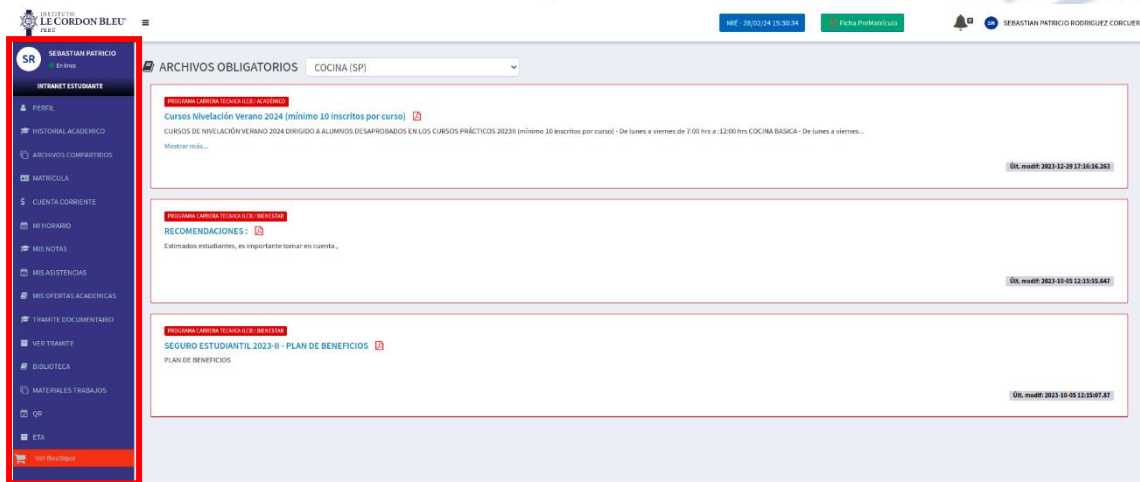 INSTITUTO
LE CORDON BLEU
PERÚ
MIÉ - 28/02/24 15:30:34
Ficha PreMatrícula
SR SEBASTIAN PATRICIO RODRIGUEZ CORCUER
SR
SEBASTIAN PATRICIO
En línea
INTRANET ESTUDIANTE
PERFIL
HISTORIAL ACADEMICO
ARCHIVOS COMPARTIDOS
MATRÍCULA
CUENTA CORRIENTE
MI HORARIO
MIS NOTAS
MIS ASISTENCIAS
MIS OFERTAS ACADEMICAS
TRAMITE DOCUMENTARIO
VER TRAMITE
BIBLIOTECA
MATERIALES TRABAJOS
QR
ETA
Ver Boutique
ARCHIVOS OBLIGATORIOS COCINA (SP)
PROGRAMA CARRERA TECNICA ILCB / ACADÉMICO
Cursos Nivelación Verano 2024 (mínimo 10 inscritos por curso)
CURSOS DE NIVELACIÓN VERANO 2024 DIRIGIDO A ALUMNOS DESAPROBADOS EN LOS CURSOS PRÁCTICOS 2023II (mínimo 10 inscritos por curso) - De lunes a viernes de 7:00 hrs a :12:00 hrs COCINA BASICA - De lunes a viernes...
Mostrar más...
Últ. modif: 2023-12-29 17:16:16.263
PROGRAMA CARRERA TECNICA ILCB / BIENESTAR
RECOMENDACIONES :
Estimados estudiantes, es importante tomar en cuenta ,
Últ. modif: 2023-10-05 12:15:55.647
PROGRAMA CARRERA TECNICA ILCB / BIENESTAR
SEGURO ESTUDIANTIL 2023-II - PLAN DE BENEFICIOS
PLAN DE BENEFICIOS
Últ. modif: 2023-10-05 12:15:07.87